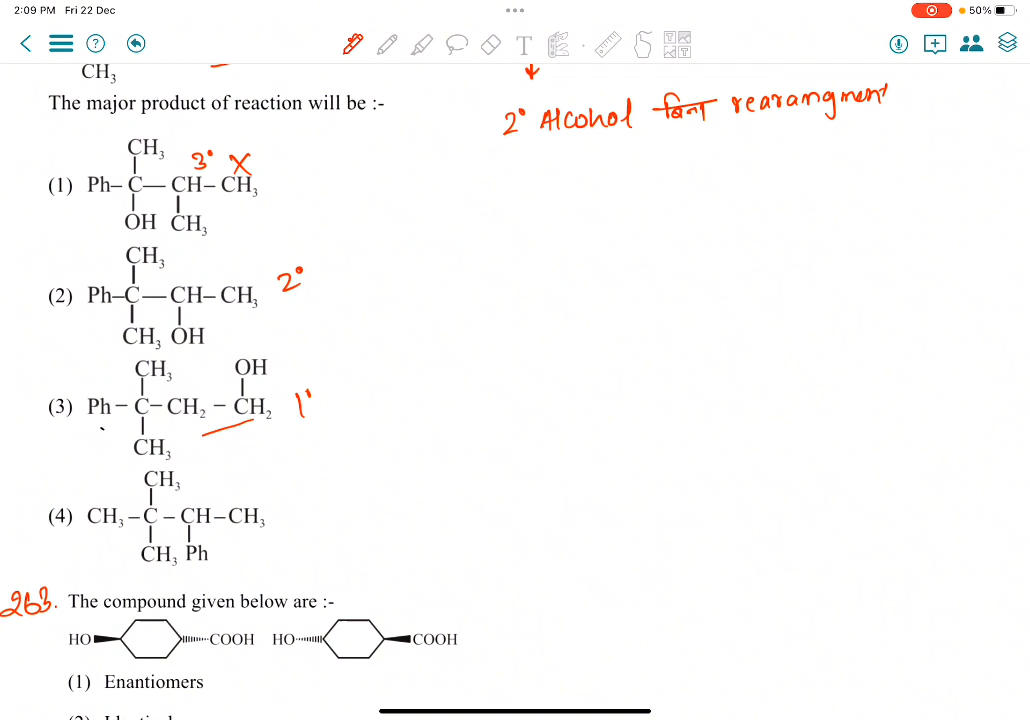 2:09 PM Fri 22 Dec
50%
CH₃
The major product of reaction will be :-
2° Alcohol बिना rearangment
CH₃
3° X
(1) Ph– C — CH – CH₃
OH CH₃
CH₃
(2) Ph–C — CH – CH₃ 2°
CH₃ OH
CH₃ OH
(3) Ph – C – CH₂ – CH₂ 1°
CH₃
CH₃
(4) CH₃ – C – CH – CH₃
CH₃ Ph
263. The compound given below are :-
HO COOH HO COOH
(1) Enantiomers